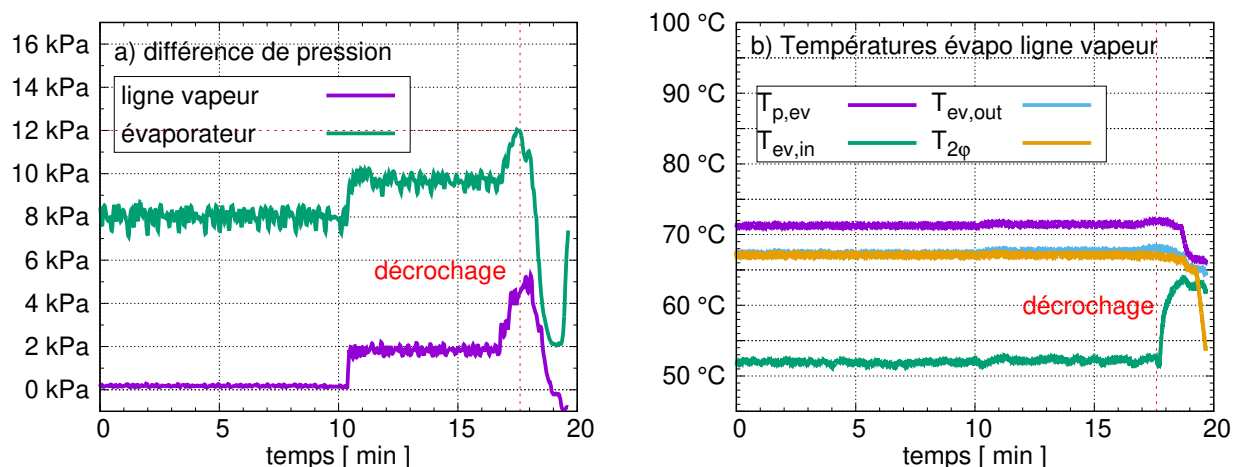 16 kPa
14 kPa
12 kPa
10 kPa
8 kPa
6 kPa
4 kPa
2 kPa
0 kPa
a) différence de pression
ligne vapeur
évaporateur
décrochage
0 5 10 15 20
temps [ min ]
100 °C
90 °C
80 °C
70 °C
60 °C
50 °C
b) Températures évapo ligne vapeur
Tp,ev Tev,out
Tev,in T2φ
décrochage
0 5 10 15 20
temps [ min ]